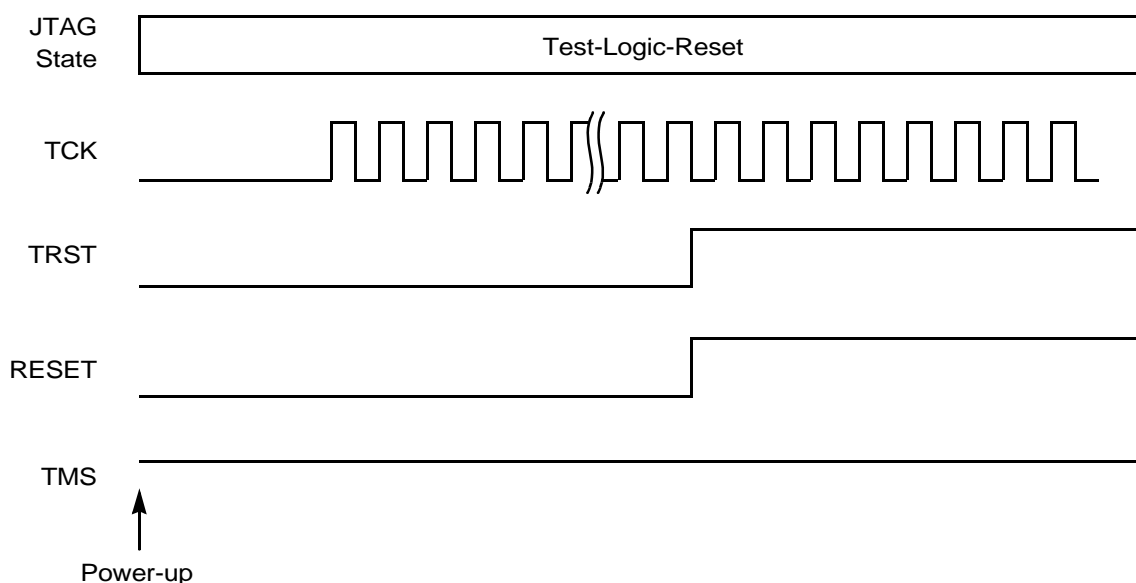 JTAG
State
Test-Logic-Reset
TCK
TRST
RESET
TMS
Power-up